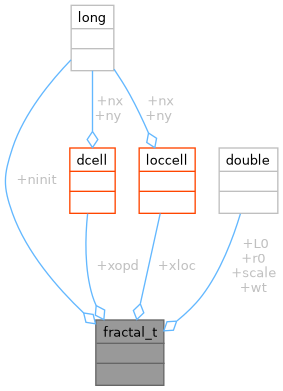 long
+nx
+ny
+nx
+ny
+ninit
dcell
loccell
double
+xopd
+xloc
+L0
+r0
+scale
+wt
fractal_t